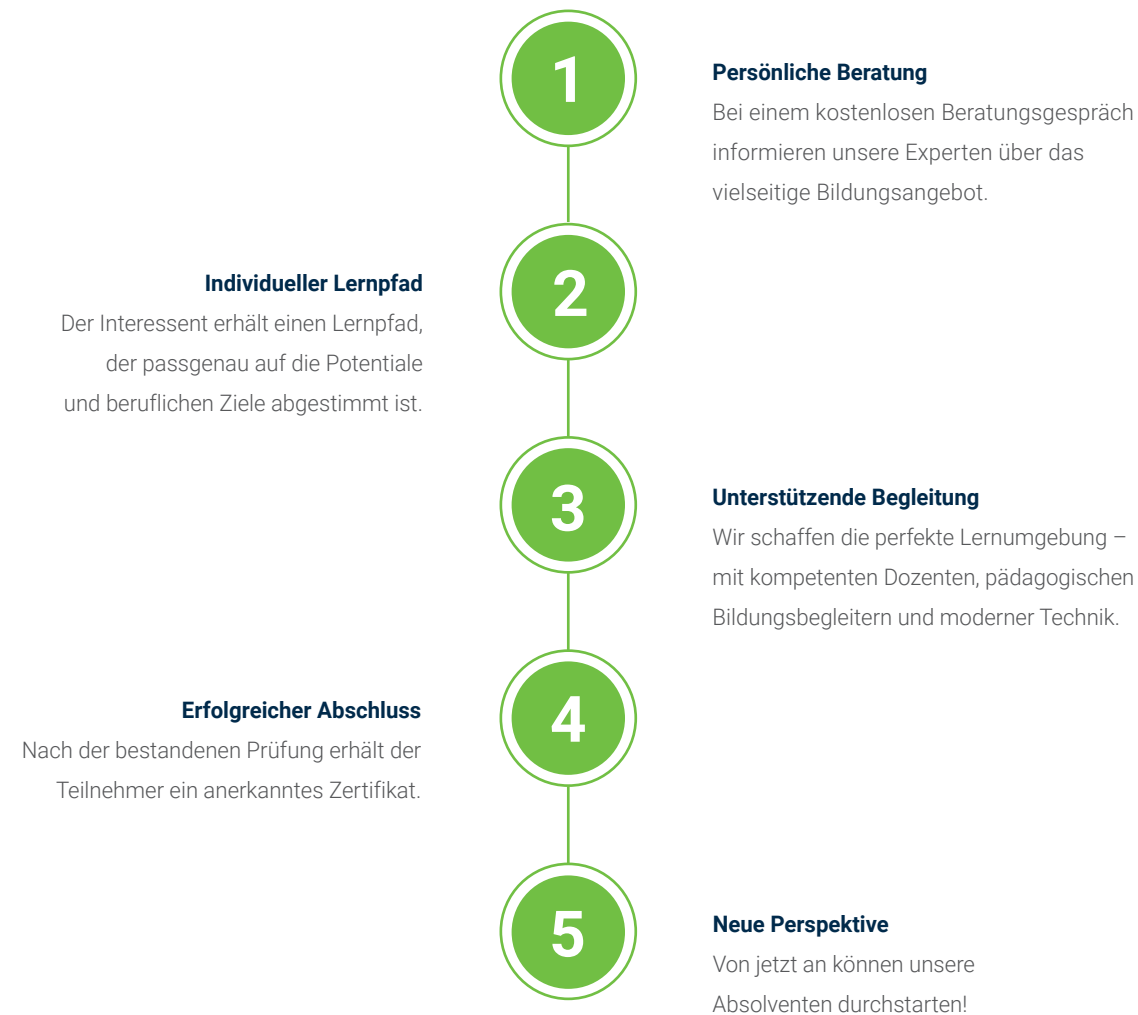 1
Persönliche Beratung
Bei einem kostenlosen Beratungsgespräch
informieren unsere Experten über das
vielseitige Bildungsangebot.
2
Individueller Lernpfad
Der Interessent erhält einen Lernpfad,
der passgenau auf die Potentiale
und beruflichen Ziele abgestimmt ist.
3
Unterstützende Begleitung
Wir schaffen die perfekte Lernumgebung –
mit kompetenten Dozenten, pädagogischen
Bildungsbegleitern und moderner Technik.
4
Erfolgreicher Abschluss
Nach der bestandenen Prüfung erhält der
Teilnehmer ein anerkanntes Zertifikat.
5
Neue Perspektive
Von jetzt an können unsere
Absolventen durchstarten!